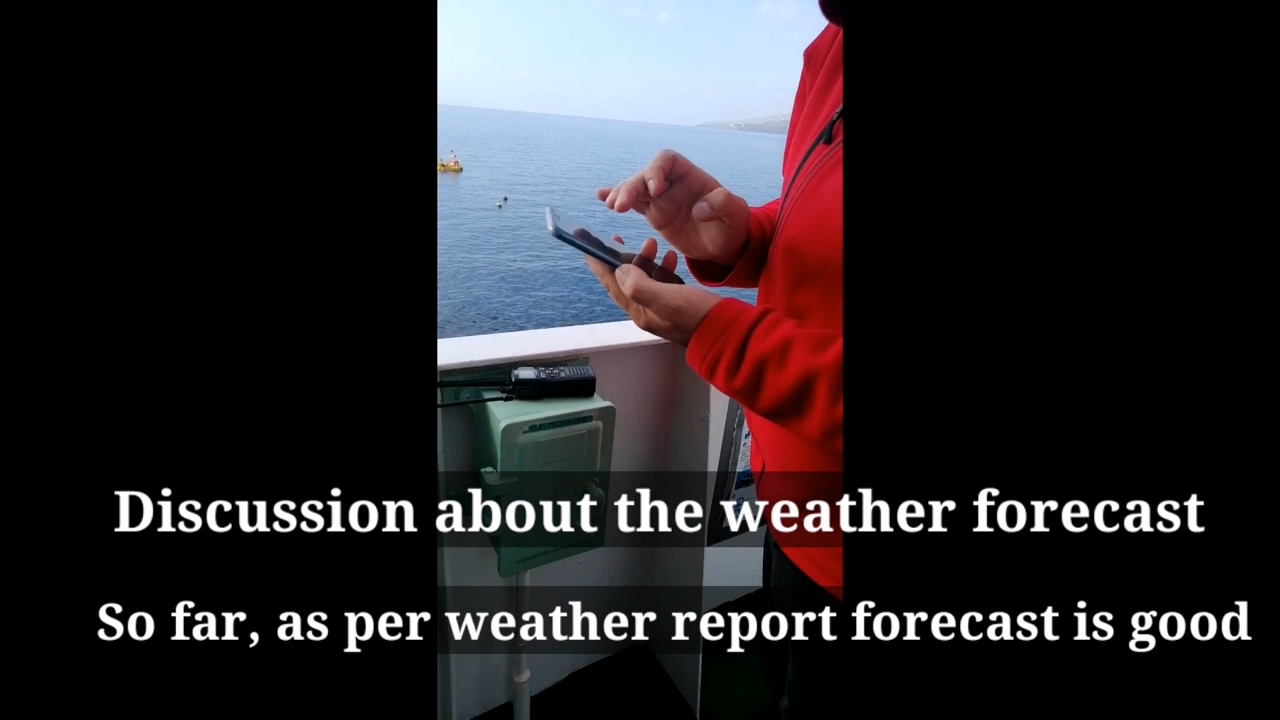 Discussion about the weather forecast
So far, as per weather report forecast is good